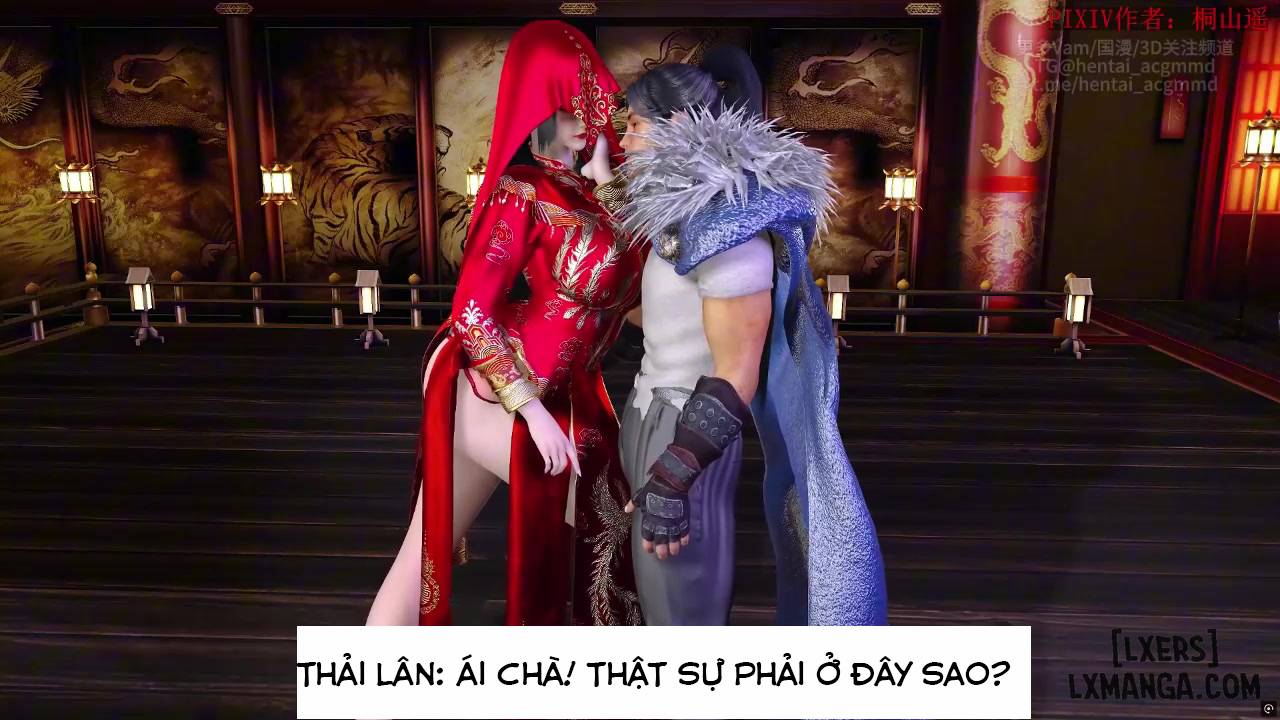 PIXIV作者：桐山遥
Vam/国漫/3D关注频道
TG@hentai_acgmmd
.me/hentai_acgmmd
THẢI LÂN: ÁI CHÀ! THẬT SỰ PHẢI Ở ĐÂY SAO?
[LXERS]
LXMANGA.COM